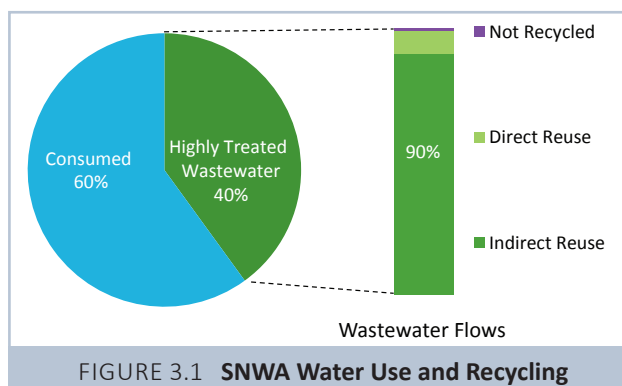 Not Recycled
Consumed
60%
Highly Treated
Wastewater
40%
90%
Direct Reuse
Indirect Reuse
Wastewater Flows
FIGURE 3.1 SNWA Water Use and Recycling